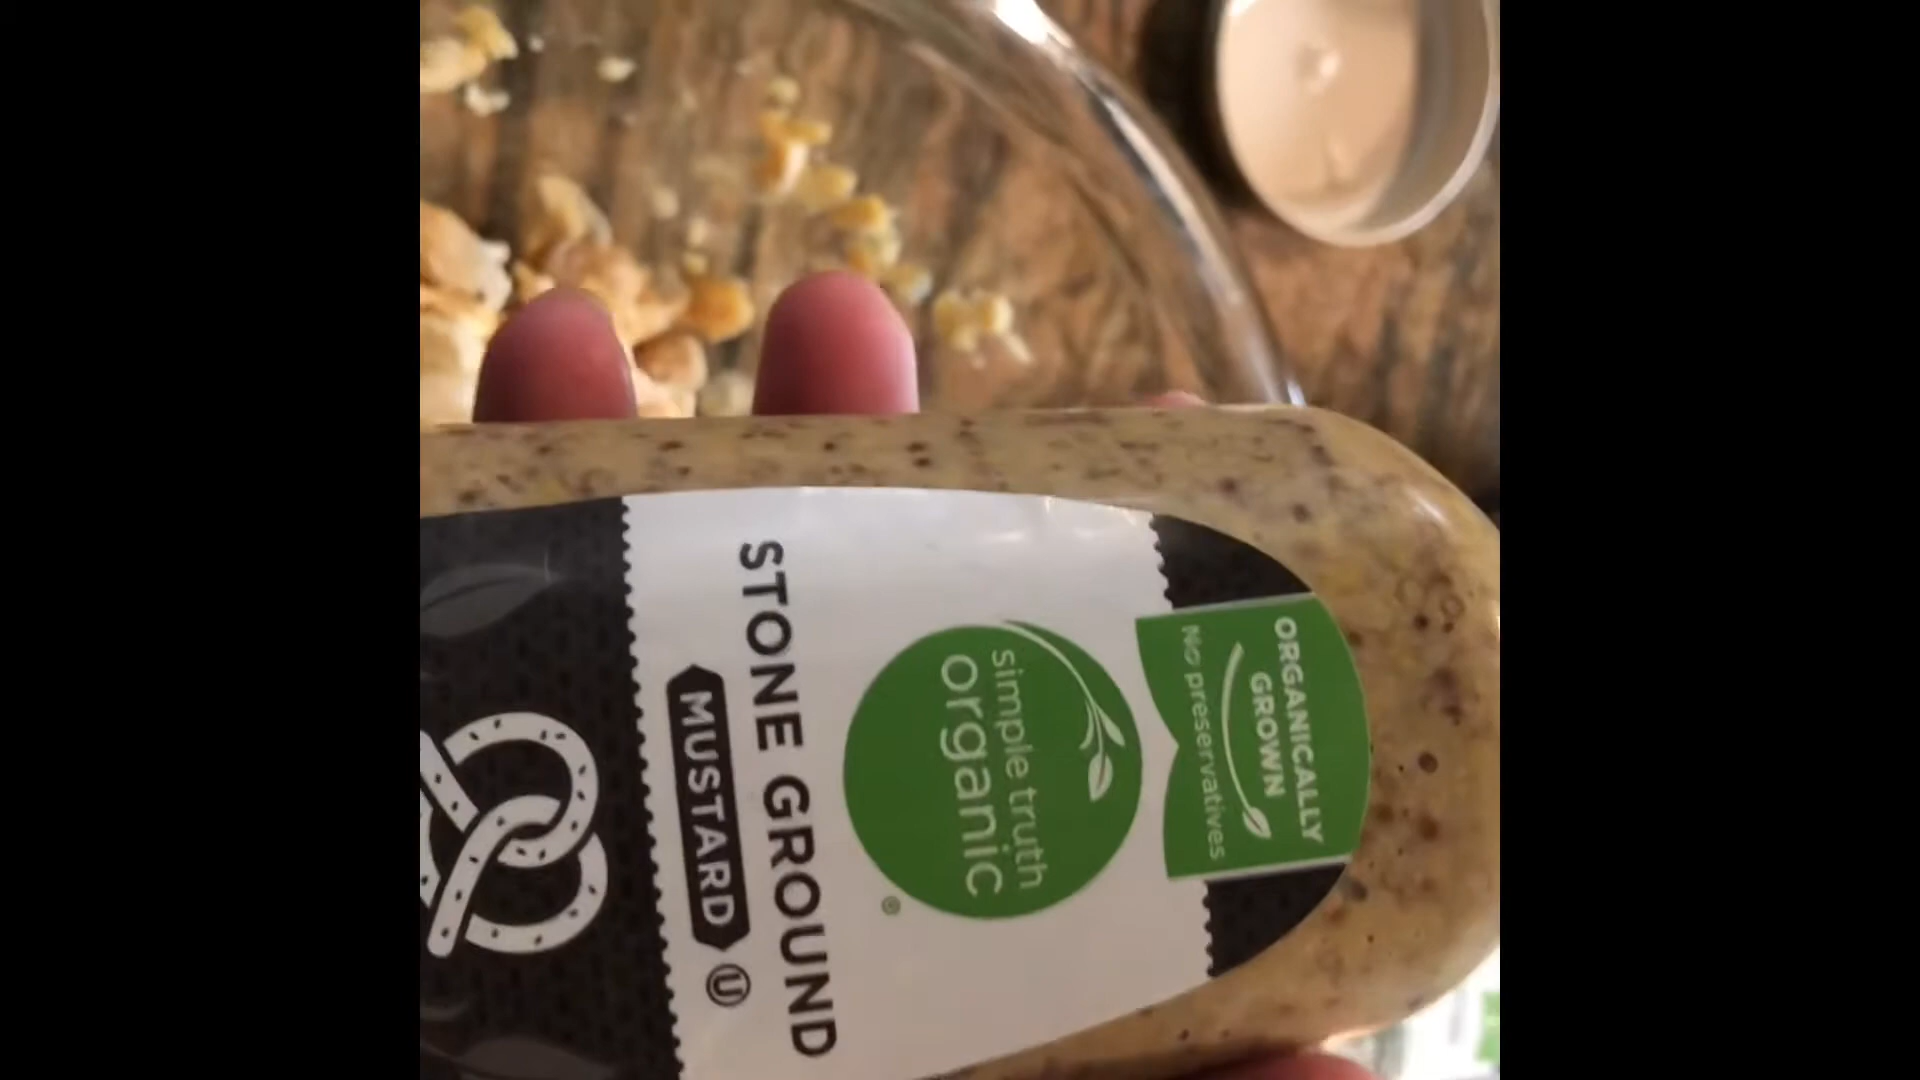 ORGANICALLY
GROWN
No preservatives
simple truth
organic
®
STONE GROUND
MUSTARD
U